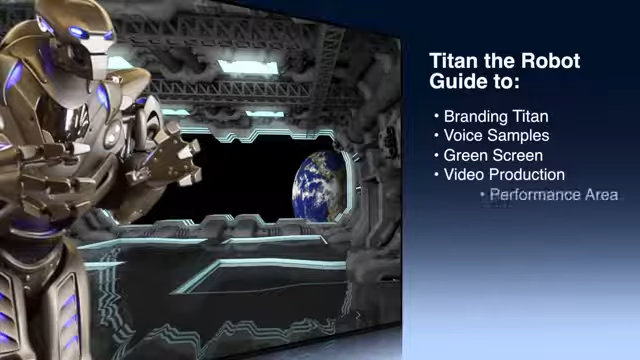 Titan the Robot
Guide to:
• Branding Titan
• Voice Samples
• Green Screen
• Video Production
• Performance Area